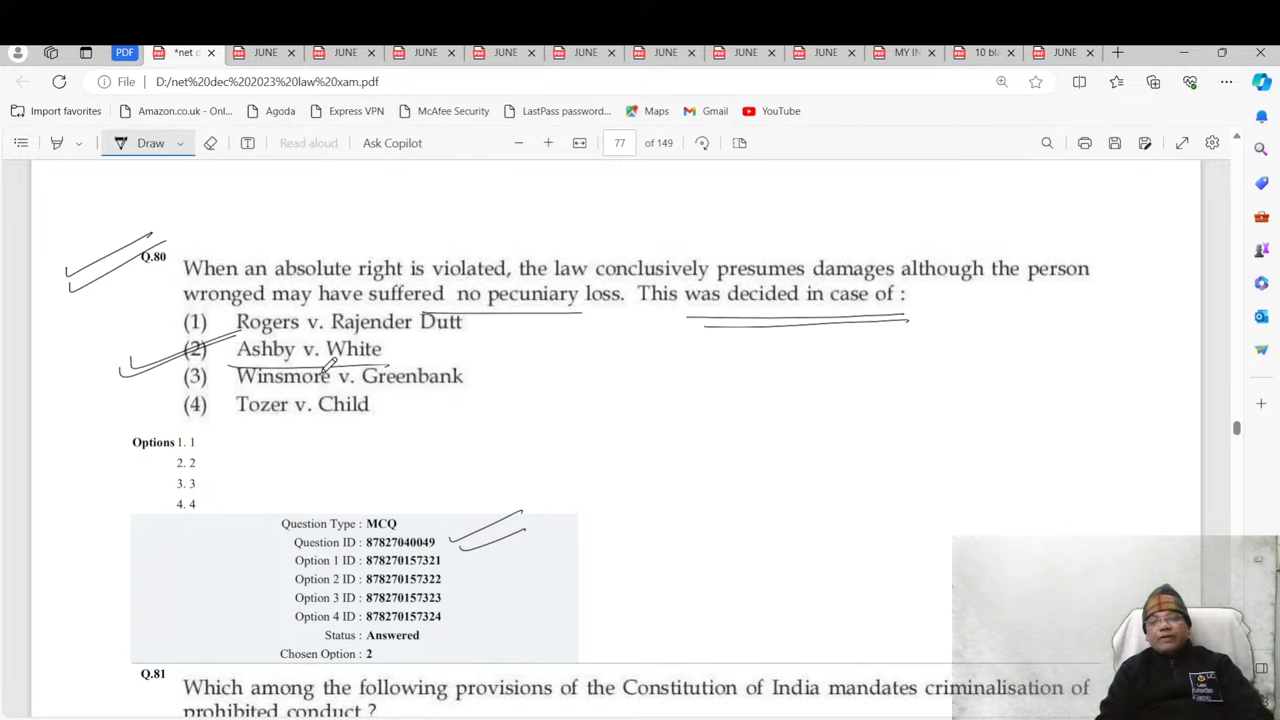 PDF
*net d
JUNE
JUNE
JUNE
JUNE
JUNE
JUNE
JUNE
JUNE
MY IN
10 bl
JUNE
File
D:/net%20dec%202023%20law%20xam.pdf
Import favorites
Amazon.co.uk - Onl...
Agoda
Express VPN
McAfee Security
LastPass password...
Maps
Gmail
YouTube
Draw
Read aloud
Ask Copilot
77 of 149
Q.80
When an absolute right is violated, the law conclusively presumes damages although the person
wronged may have suffered no pecuniary loss. This was decided in case of :
(1) Rogers v. Rajender Dutt
(2) Ashby v. White
(3) Winsmore v. Greenbank
(4) Tozer v. Child
Options 1. 1
2. 2
3. 3
4. 4
Question Type : MCQ
Question ID : 87827040049
Option 1 ID : 878270157321
Option 2 ID : 878270157322
Option 3 ID : 878270157323
Option 4 ID : 878270157324
Status : Answered
Chosen Option : 2
Q.81
Which among the following provisions of the Constitution of India mandates criminalisation of
prohibited conduct ?